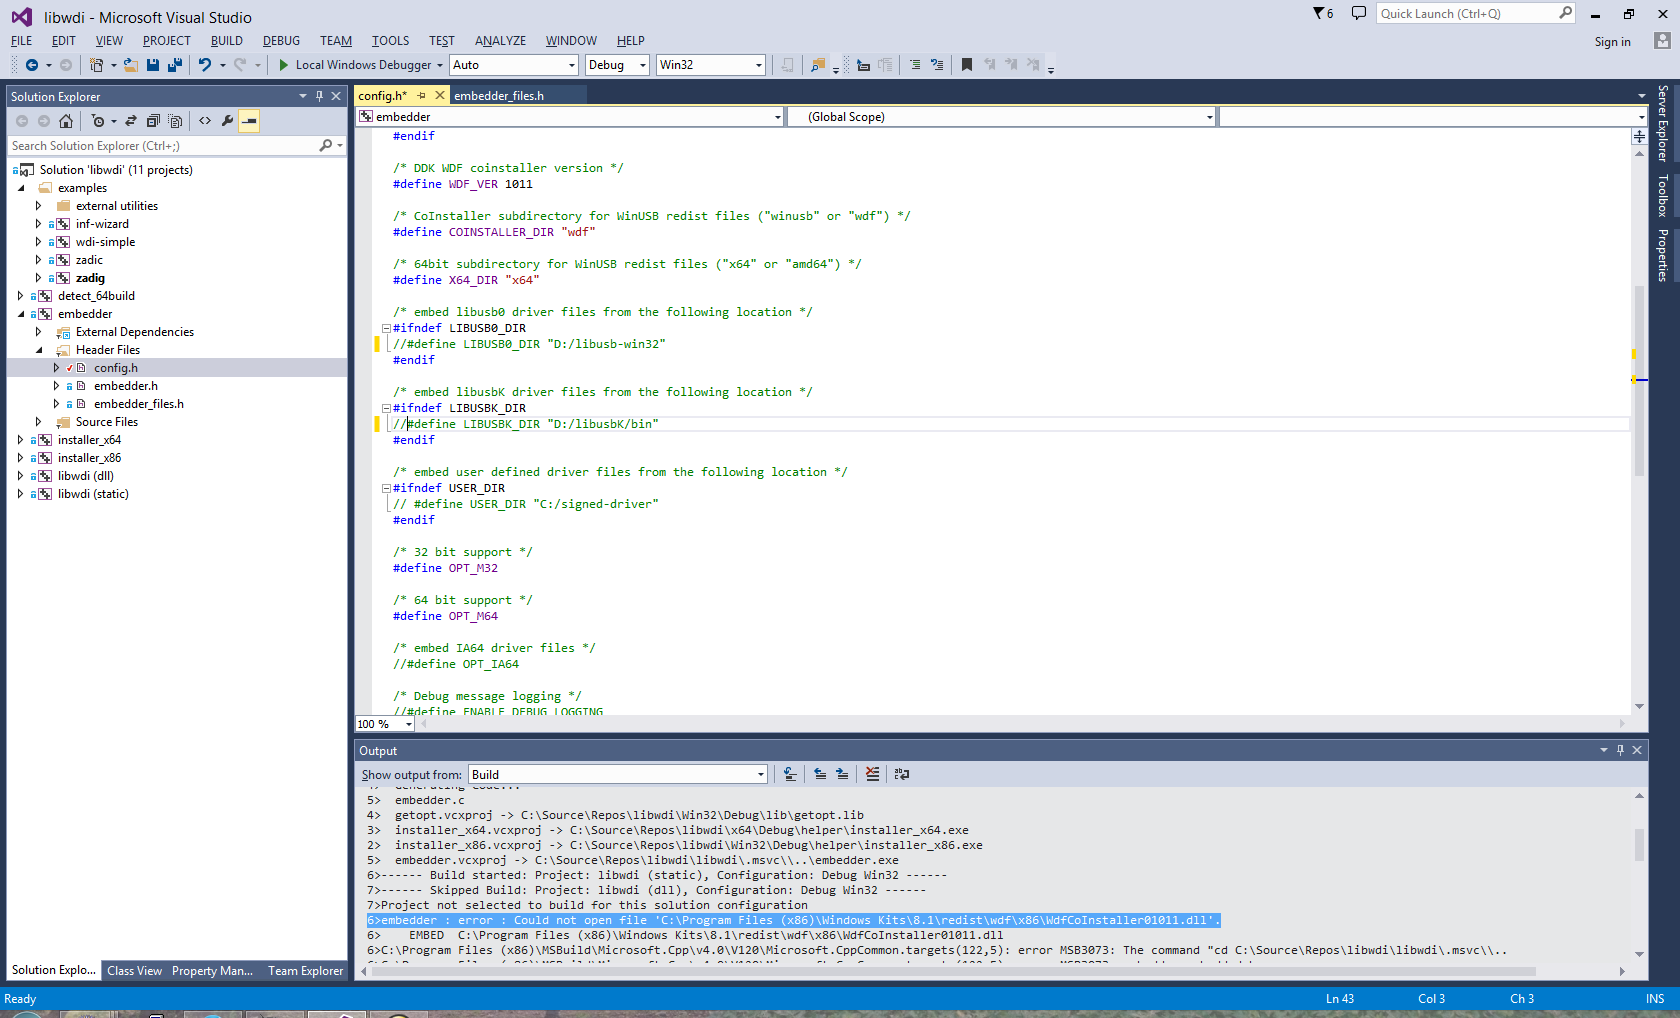 libwdi - Microsoft Visual Studio
6
Quick Launch (Ctrl+Q)
FILE EDIT VIEW PROJECT BUILD DEBUG TEAM TOOLS TEST ANALYZE WINDOW HELP
Sign in
Local Windows Debugger Auto Debug Win32
Solution Explorer
Search Solution Explorer (Ctrl+;)
Solution 'libwdi' (11 projects)
examples
external utilities
inf-wizard
wdi-simple
zadic
zadig
detect_64build
embedder
External Dependencies
Header Files
config.h
embedder.h
embedder_files.h
Source Files
installer_x64
installer_x86
libwdi (dll)
libwdi (static)
Solution Explo... Class View Property Man... Team Explorer
config.h* embedder_files.h
embedder (Global Scope)
#endif
/* DDK WDF coinstaller version */
#define WDF_VER 1011
/* CoInstaller subdirectory for WinUSB redist files ("winusb" or "wdf") */
#define COINSTALLER_DIR "wdf"
/* 64bit subdirectory for WinUSB redist files ("x64" or "amd64") */
#define X64_DIR "x64"
/* embed libusb0 driver files from the following location */
#ifndef LIBUSB0_DIR
//#define LIBUSB0_DIR "D:/libusb-win32"
#endif
/* embed libusbK driver files from the following location */
#ifndef LIBUSBK_DIR
//#define LIBUSBK_DIR "D:/libusbK/bin"
#endif
/* embed user defined driver files from the following location */
#ifndef USER_DIR
// #define USER_DIR "C:/signed-driver"
#endif
/* 32 bit support */
#define OPT_M32
/* 64 bit support */
#define OPT_M64
/* embed IA64 driver files */
//#define OPT_IA64
/* Debug message logging */
//#define ENABLE_DEBUG_LOGGING
100 %
Server Explorer
Toolbox
Properties
Output
Show output from: Build
4> Generating Code...
5> embedder.c
4> getopt.vcxproj -> C:\Source\Repos\libwdi\Win32\Debug\lib\getopt.lib
3> installer_x64.vcxproj -> C:\Source\Repos\libwdi\x64\Debug\helper\installer_x64.exe
2> installer_x86.vcxproj -> C:\Source\Repos\libwdi\Win32\Debug\helper\installer_x86.exe
5> embedder.vcxproj -> C:\Source\Repos\libwdi\libwdi\.msvc\\..\embedder.exe
6>------ Build started: Project: libwdi (static), Configuration: Debug Win32 ------
7>------ Skipped Build: Project: libwdi (dll), Configuration: Debug Win32 ------
7>Project not selected to build for this solution configuration
6>embedder : error : Could not open file 'C:\Program Files (x86)\Windows Kits\8.1\redist\wdf\x86\WdfCoInstaller01011.dll'.
6> EMBED C:\Program Files (x86)\Windows Kits\8.1\redist\wdf\x86\WdfCoInstaller01011.dll
6>C:\Program Files (x86)\MSBuild\Microsoft.Cpp\v4.0\V120\Microsoft.CppCommon.targets(122,5): error MSB3073: The command "cd C:\Source\Repos\libwdi\libwdi\.msvc\\..
Ready Ln 43 Col 3 Ch 3 INS